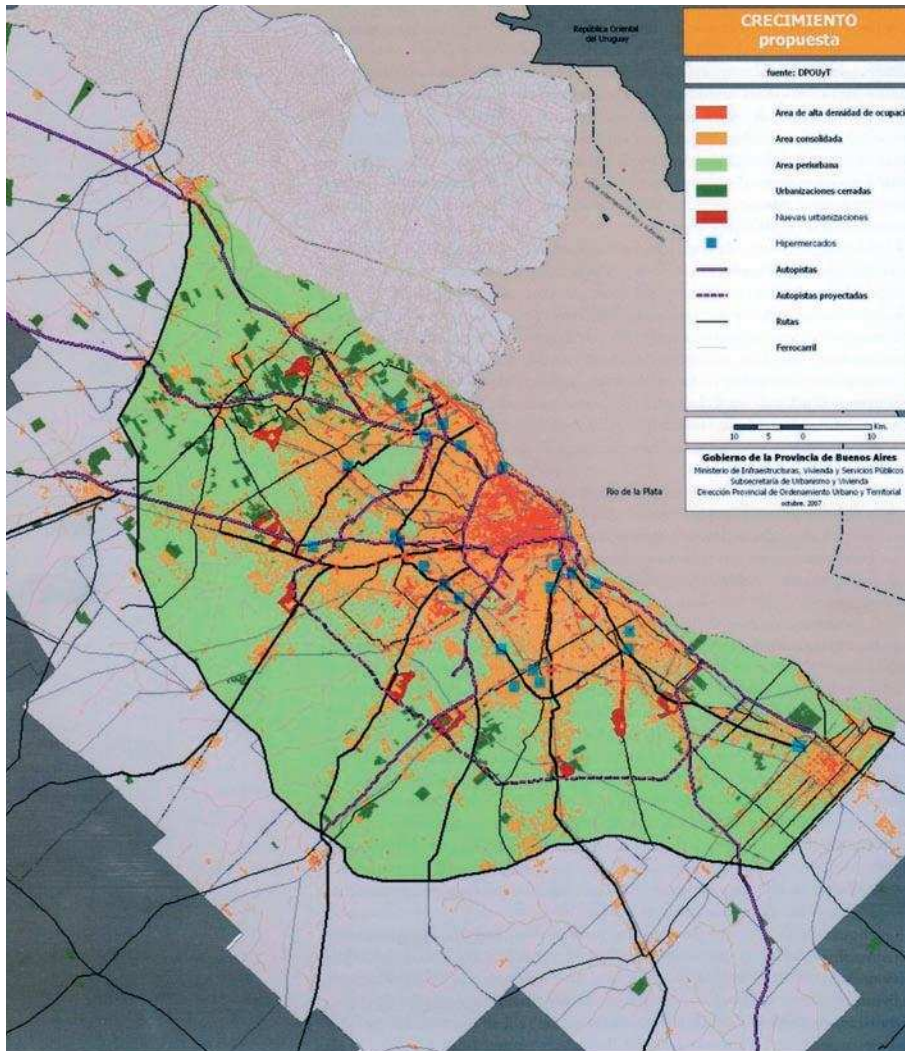 República Oriental
del Uruguay
CRECIMIENTO
propuesta
fuente: DPOUyT
Area de alta densidad de ocupaci
Area consolidada
Area periurbana
Urbanizaciones cerradas
Nuevas urbanizaciones
Hipermercados
Autopistas
Autopistas proyectadas
Rutas
Ferrocarril
Km.
10 5 0 10
Gobierno de la Provincia de Buenos Aires
Ministerio de Infraestructuras, Vivienda y Servicios Públicos
Subsecretaría de Urbanismo y Vivienda
Dirección Provincial de Ordenamiento Urbano y Territorial
octubre, 2007
Río de la Plata